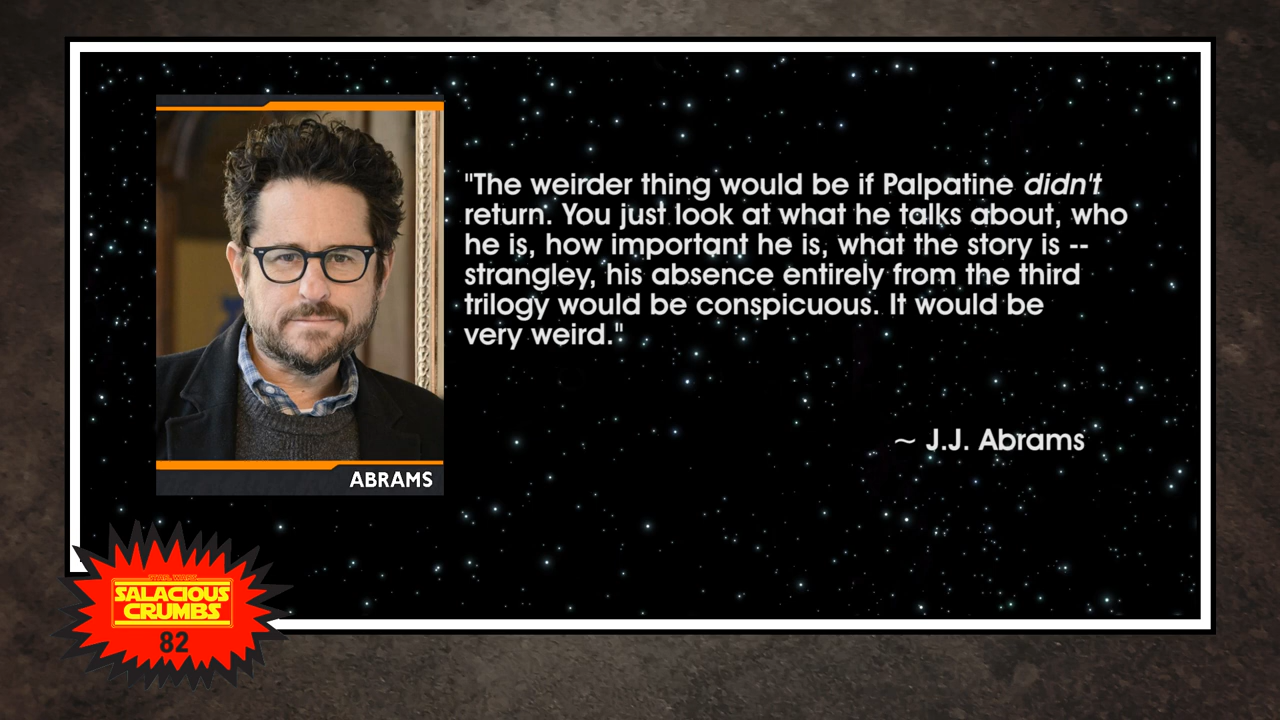 "The weirder thing would be if Palpatine didn't
return. You just look at what he talks about, who
he is, how important he is, what the story is --
strangley, his absence entirely from the third
trilogy would be conspicuous. It would be
very weird."
~ J.J. Abrams
ABRAMS
STAR WARS
SALACIOUS
CRUMBS
82